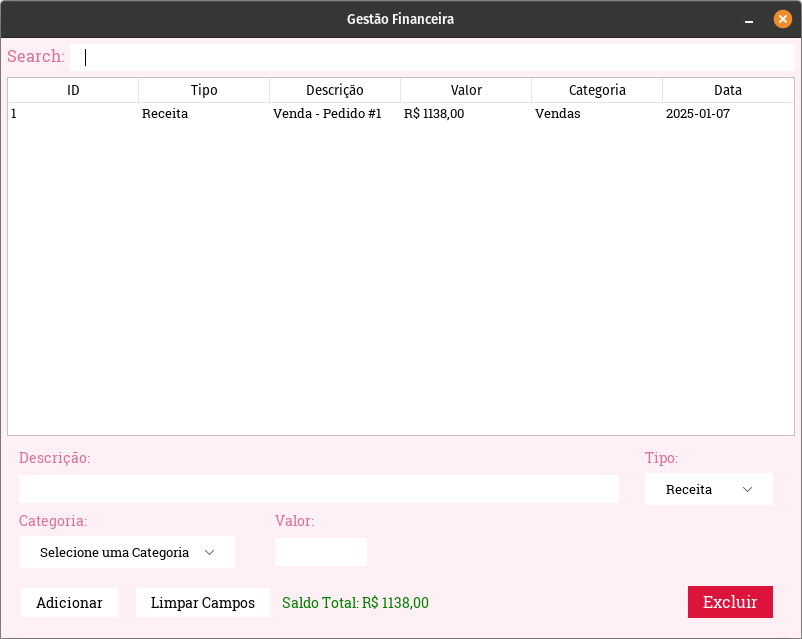 Gestão Financeira
Search:
ID Tipo Descrição Valor Categoria Data
1 Receita Venda - Pedido #1 R$ 1138,00 Vendas 2025-01-07
Descrição: Tipo:
Receita
Categoria: Valor:
Selecione uma Categoria
Adicionar Limpar Campos Saldo Total: R$ 1138,00 Excluir